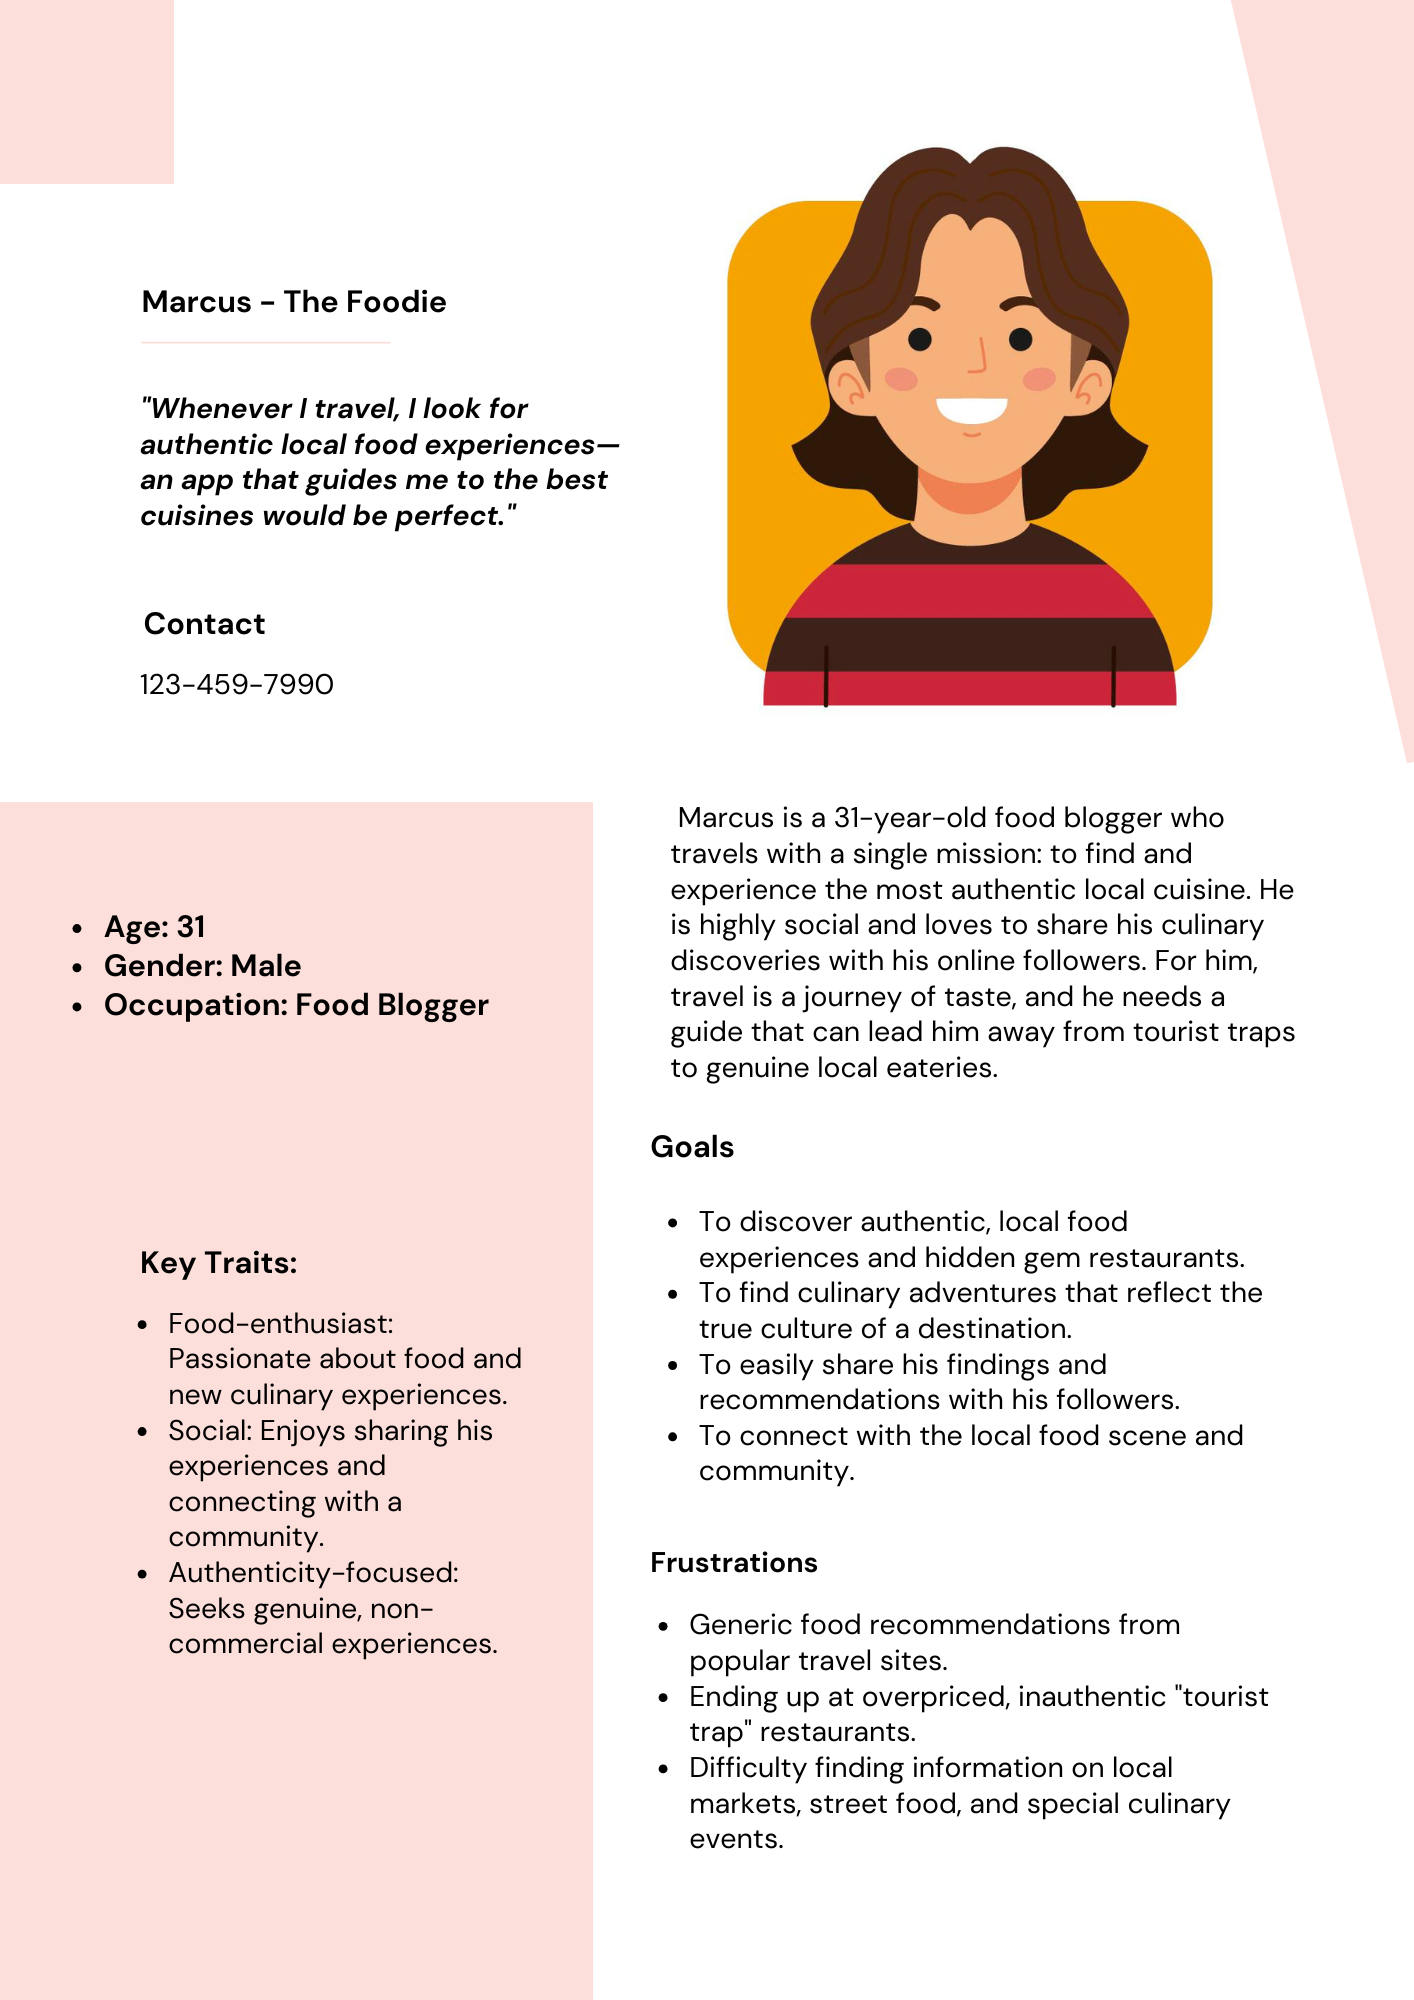 Marcus - The Foodie
"Whenever I travel, I look for
authentic local food experiences—
an app that guides me to the best
cuisines would be perfect."
Contact
123-459-7990
• Age: 31
• Gender: Male
• Occupation: Food Blogger
Key Traits:
• Food-enthusiast:
Passionate about food and
new culinary experiences.
• Social: Enjoys sharing his
experiences and
connecting with a
community.
• Authenticity-focused:
Seeks genuine, non-
commercial experiences.
Marcus is a 31-year-old food blogger who
travels with a single mission: to find and
experience the most authentic local cuisine. He
is highly social and loves to share his culinary
discoveries with his online followers. For him,
travel is a journey of taste, and he needs a
guide that can lead him away from tourist traps
to genuine local eateries.
Goals
• To discover authentic, local food
experiences and hidden gem restaurants.
• To find culinary adventures that reflect the
true culture of a destination.
• To easily share his findings and
recommendations with his followers.
• To connect with the local food scene and
community.
Frustrations
• Generic food recommendations from
popular travel sites.
• Ending up at overpriced, inauthentic "tourist
trap" restaurants.
• Difficulty finding information on local
markets, street food, and special culinary
events.